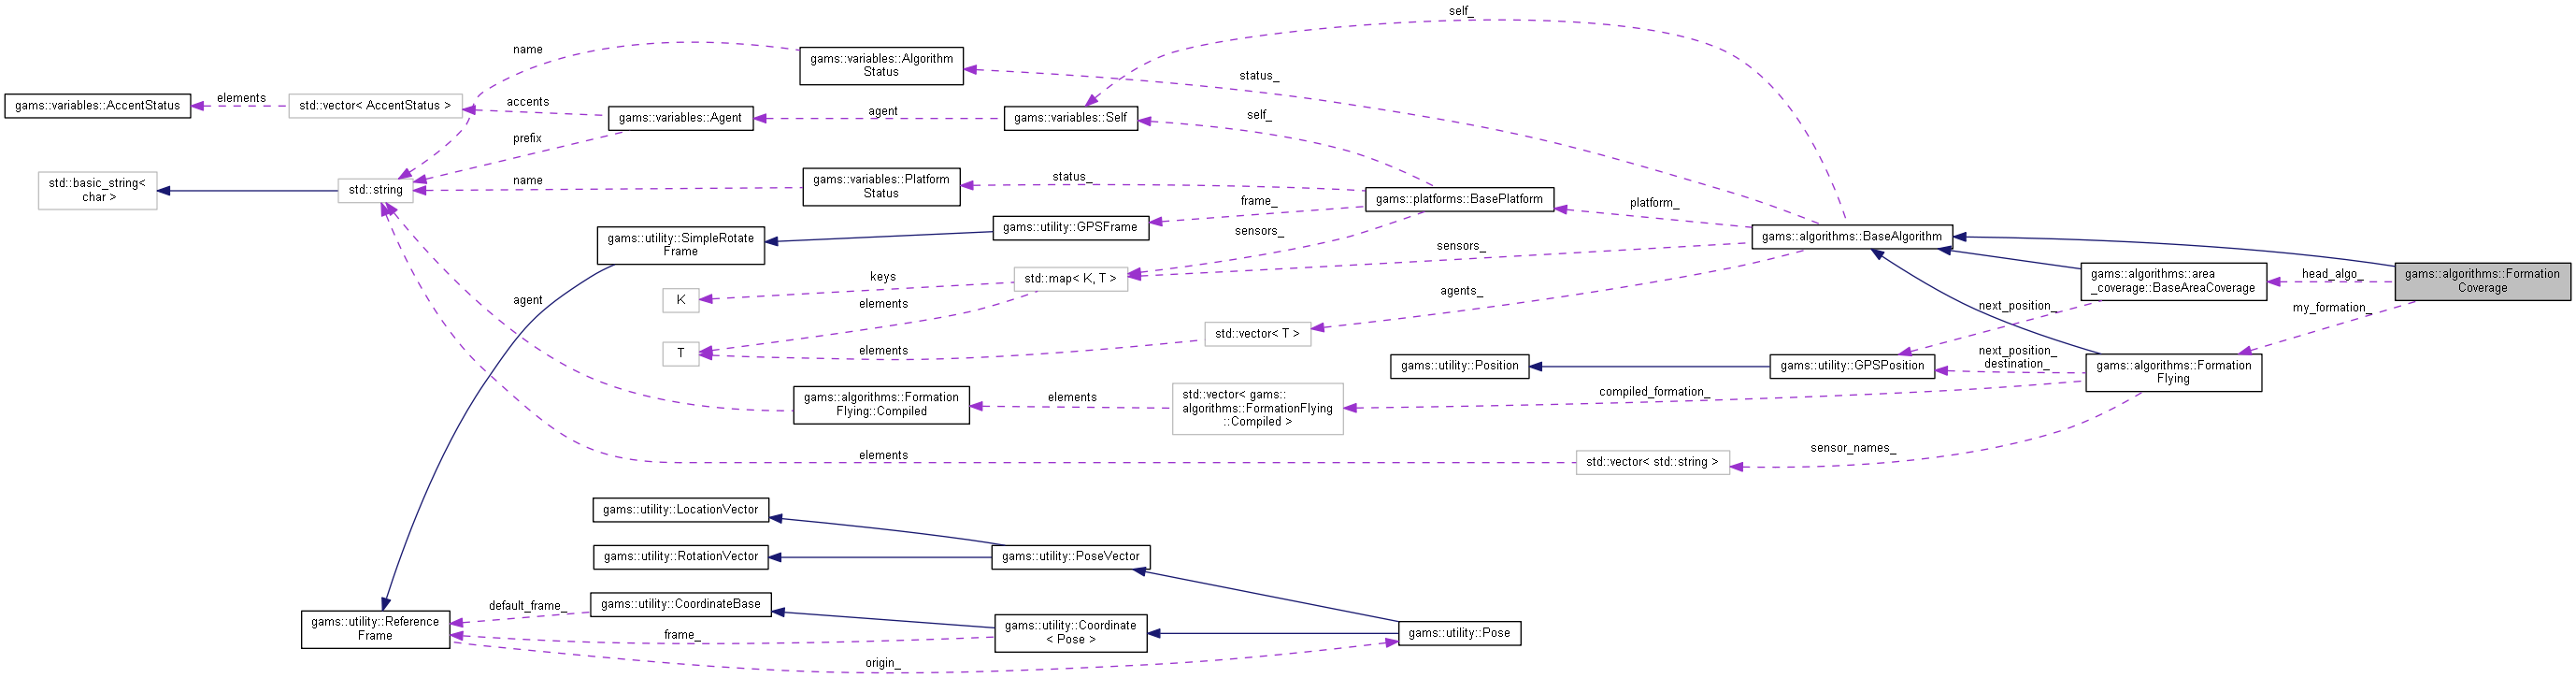 self_
name
gams::variables::Algorithm
Status
status_
gams::variables::AccentStatus
elements
std::vector< AccentStatus >
accents
gams::variables::Agent
agent
gams::variables::Self
self_
prefix
std::basic_string<
char >
std::string
name
gams::variables::Platform
Status
status_
gams::platforms::BasePlatform
platform_
frame_
gams::utility::GPSFrame
sensors_
gams::utility::SimpleRotate
Frame
gams::algorithms::BaseAlgorithm
sensors_
keys
std::map< K, T >
K
elements
agents_
agent
gams::algorithms::area
_coverage::BaseAreaCoverage
head_algo_
gams::algorithms::Formation
Coverage
next_position_
my_formation_
std::vector< T >
T
elements
gams::utility::Position
gams::utility::GPSPosition
next_position_
destination_
gams::algorithms::Formation
Flying
gams::algorithms::Formation
Flying::Compiled
elements
std::vector< gams::
algorithms::FormationFlying
::Compiled >
compiled_formation_
elements
std::vector< std::string >
sensor_names_
gams::utility::LocationVector
gams::utility::RotationVector
gams::utility::PoseVector
gams::utility::Reference
Frame
default_frame_
gams::utility::CoordinateBase
frame_
gams::utility::Coordinate
< Pose >
gams::utility::Pose
origin_